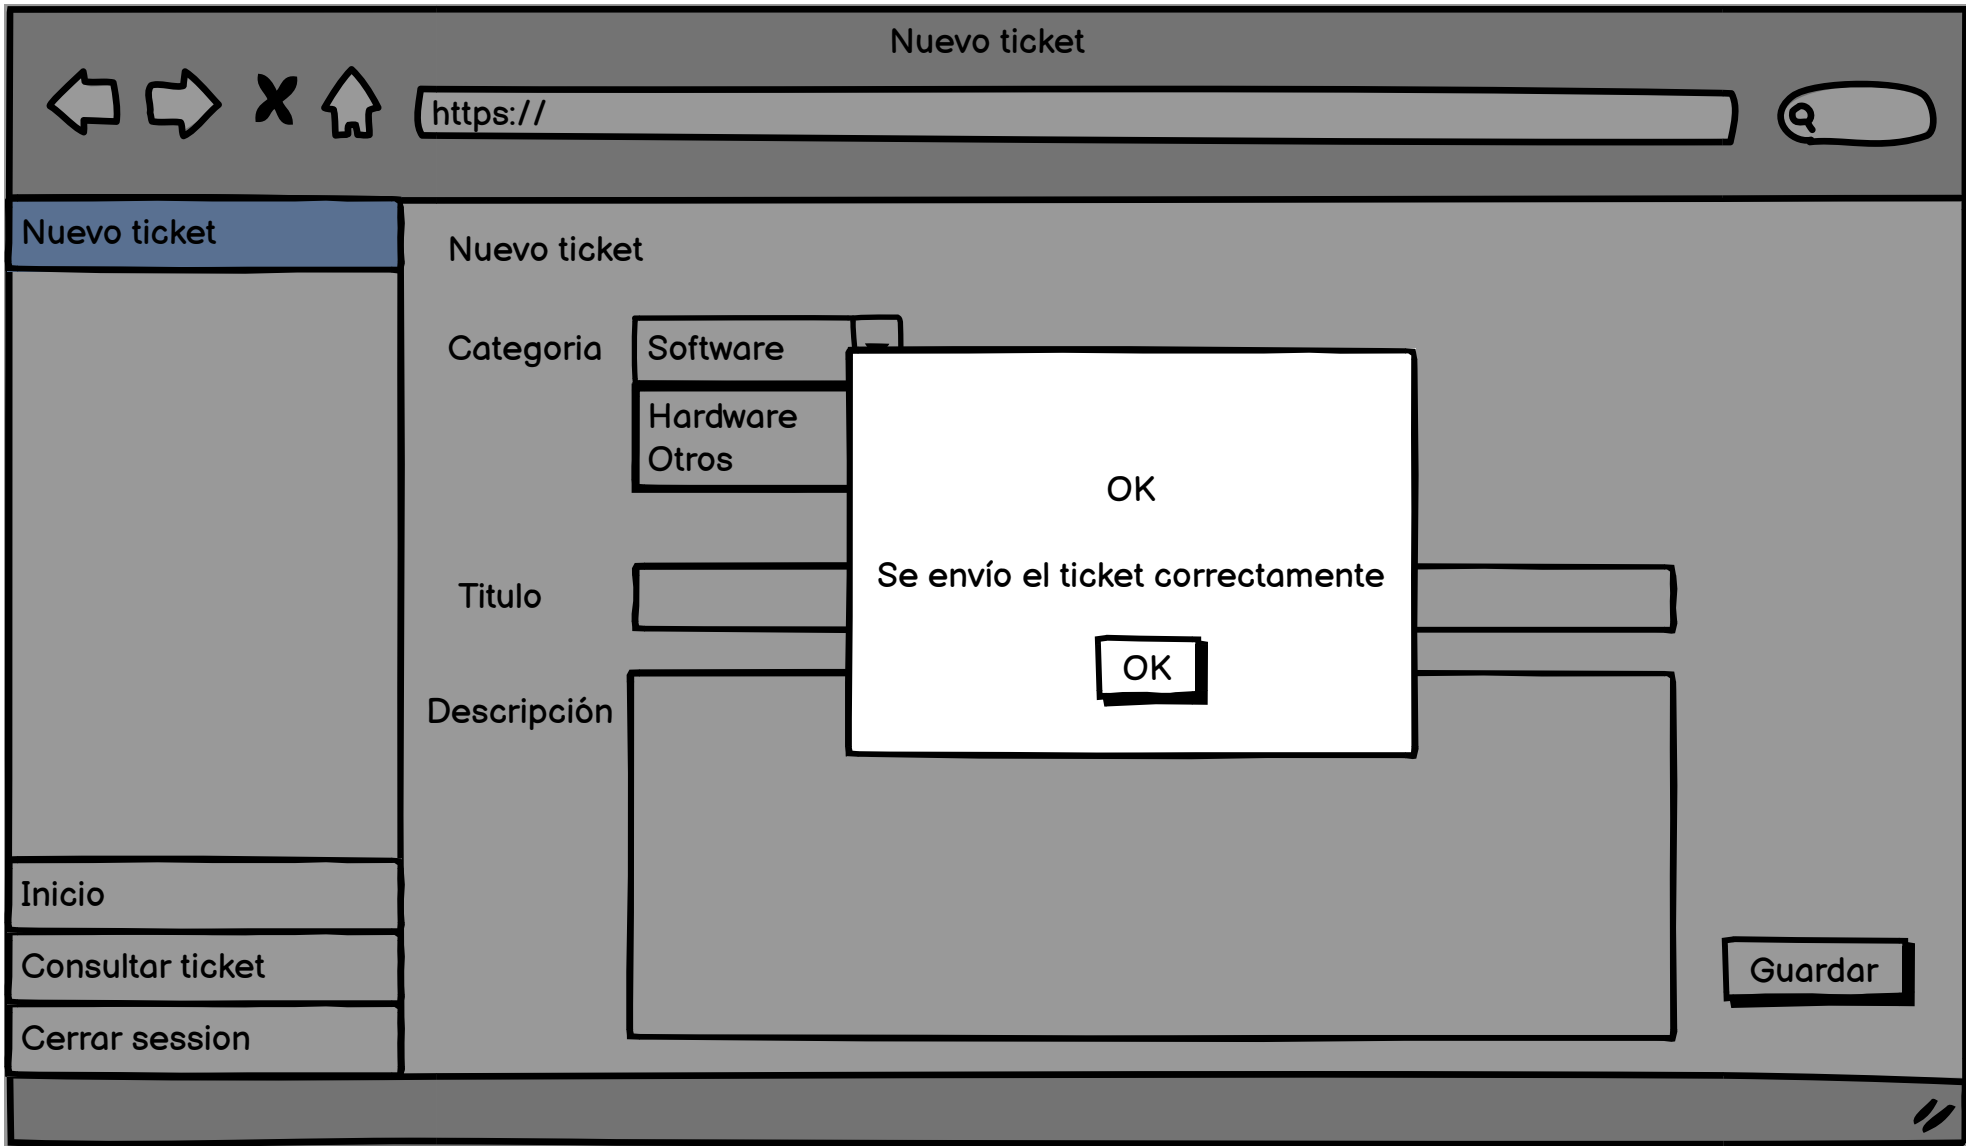 Nuevo ticket
https://
Nuevo ticket
Nuevo ticket
Categoria
Software
Hardware
Otros
OK
Se envío el ticket correctamente
OK
Titulo
Descripción
Inicio
Consultar ticket
Cerrar session
Guardar